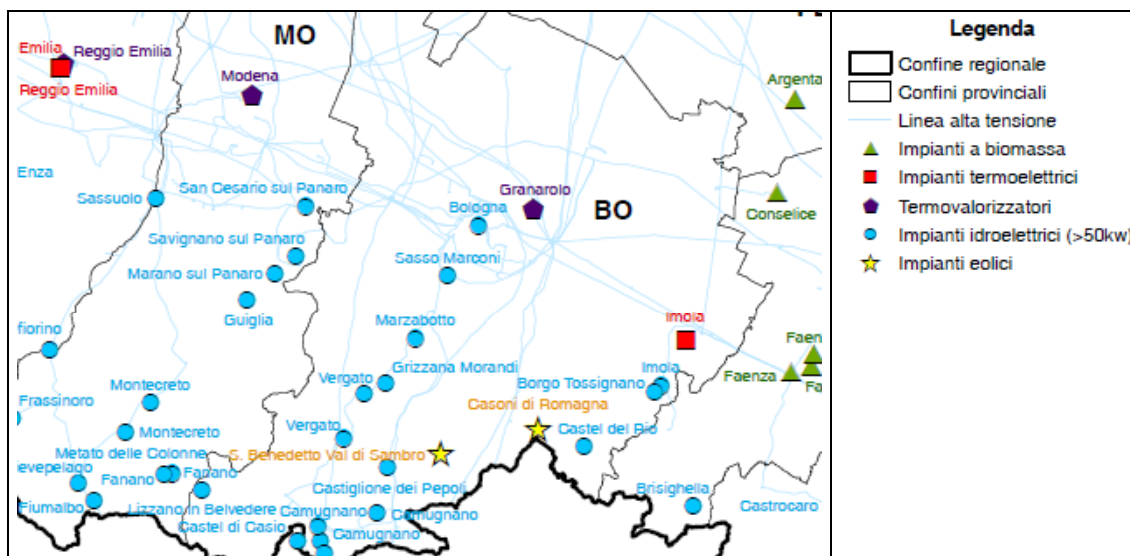 MO
Emilia
Reggio Emilia
Reggio Emilia
Modena
Argenta
Enza
Sassuolo
San Cesario sul Panaro
Granarolo
BO
Bologna
Conselice
Savignano sul Panaro
Marano sul Panaro
Sasso Marconi
Guiglia
fiorino
Marzabotto
Imola
Faen
Grizzana Morandi
Imola
Faenza
Fa
Montecreto
Vergato
Borgo Tossignano
Frassinoro
Casoni di Romagna
Montecreto
Vergato
Castel del Rio
Metato delle Colonne
S. Benedetto Val di Sambro
evepelago
Fanano
Fanano
Castiglione dei Pepoli
Brisighella
Fiumalbo
Lizzano in Belvedere
Camugnano
Camugnano
Castrocaro
Castel di Casio
Camugnano
Legenda
Confine regionale
Confini provinciali
Linea alta tensione
Impianti a biomassa
Impianti termoelettrici
Termovalorizzatori
Impianti idroelettrici (>50kw)
Impianti eolici